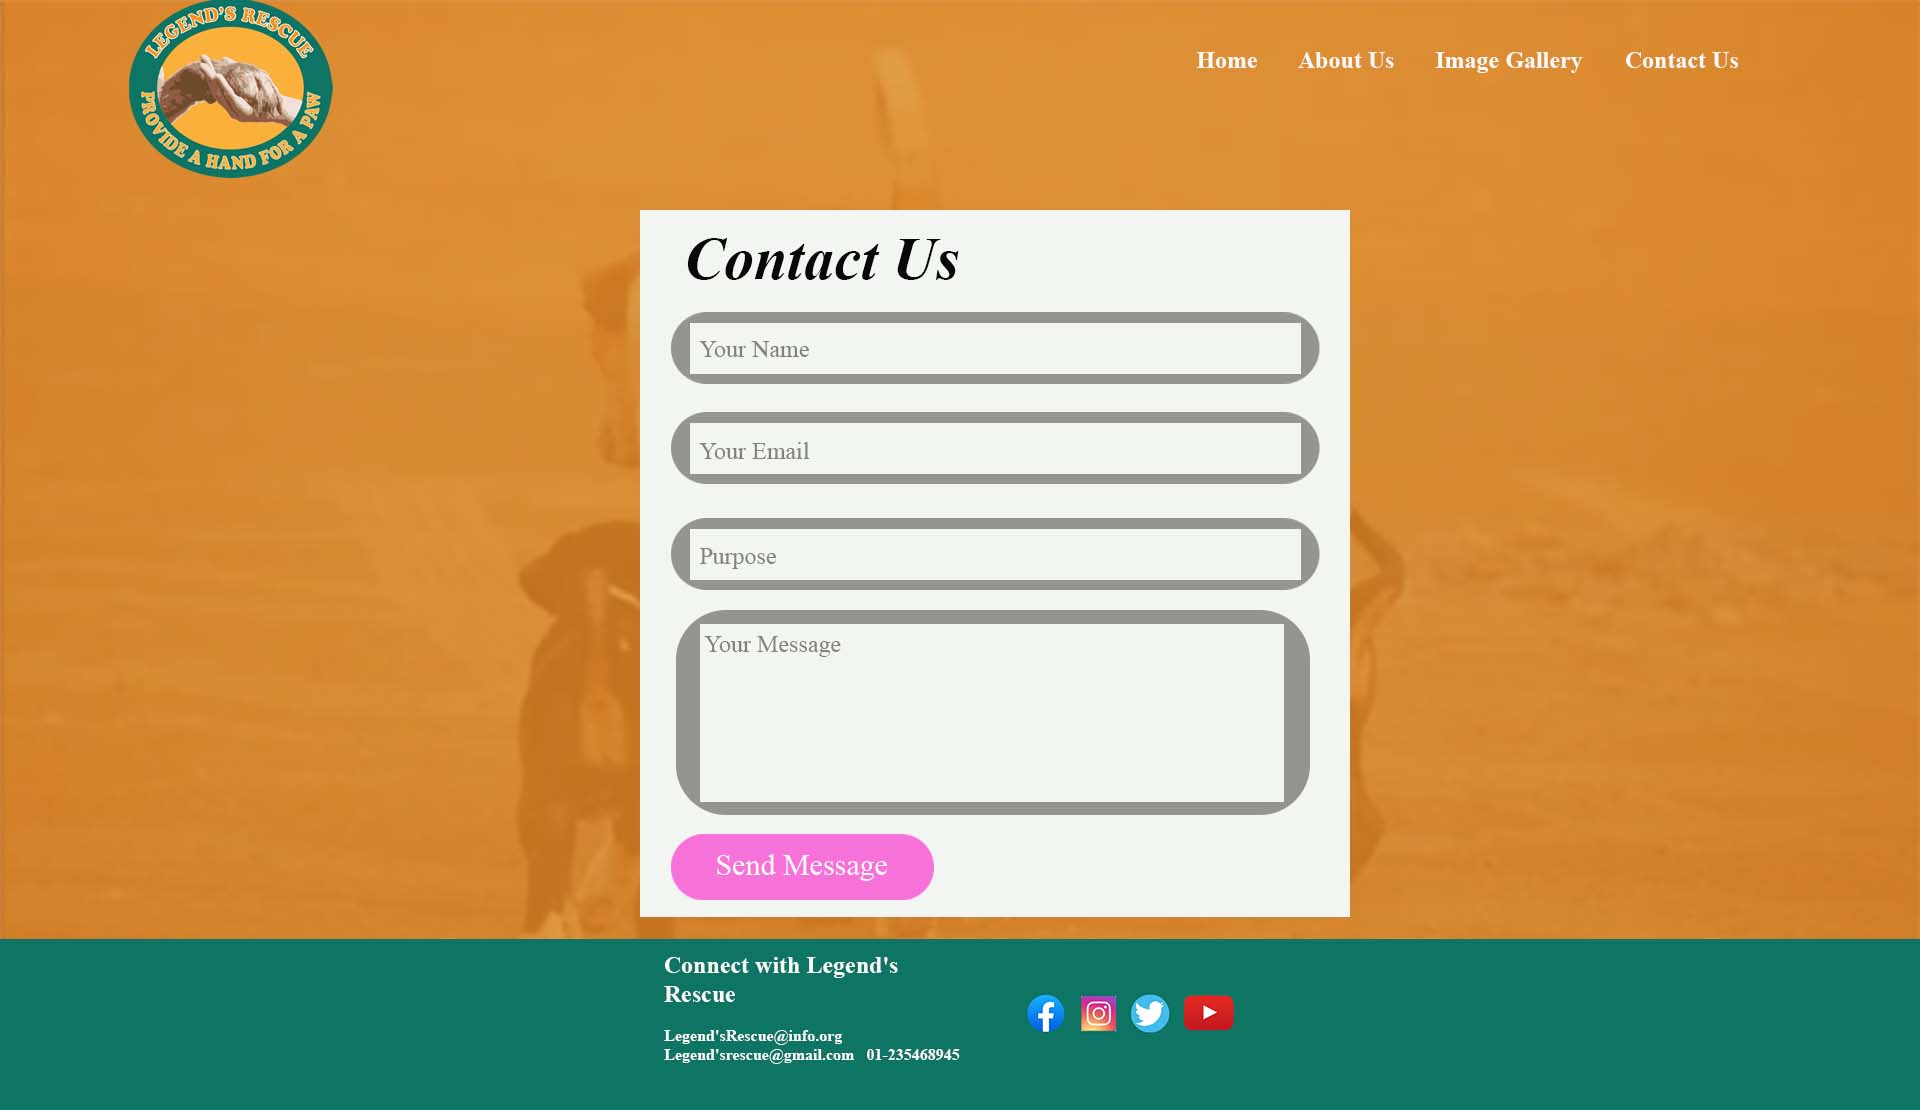 LEGEND'S RESCUE
PROVIDE A HAND FOR A PAW
Home About Us Image Gallery Contact Us
Contact Us
Your Name
Your Email
Purpose
Your Message
Send Message
Connect with Legend's
Rescue
Legend'sRescue@info.org
Legend'srescue@gmail.com 01-235468945